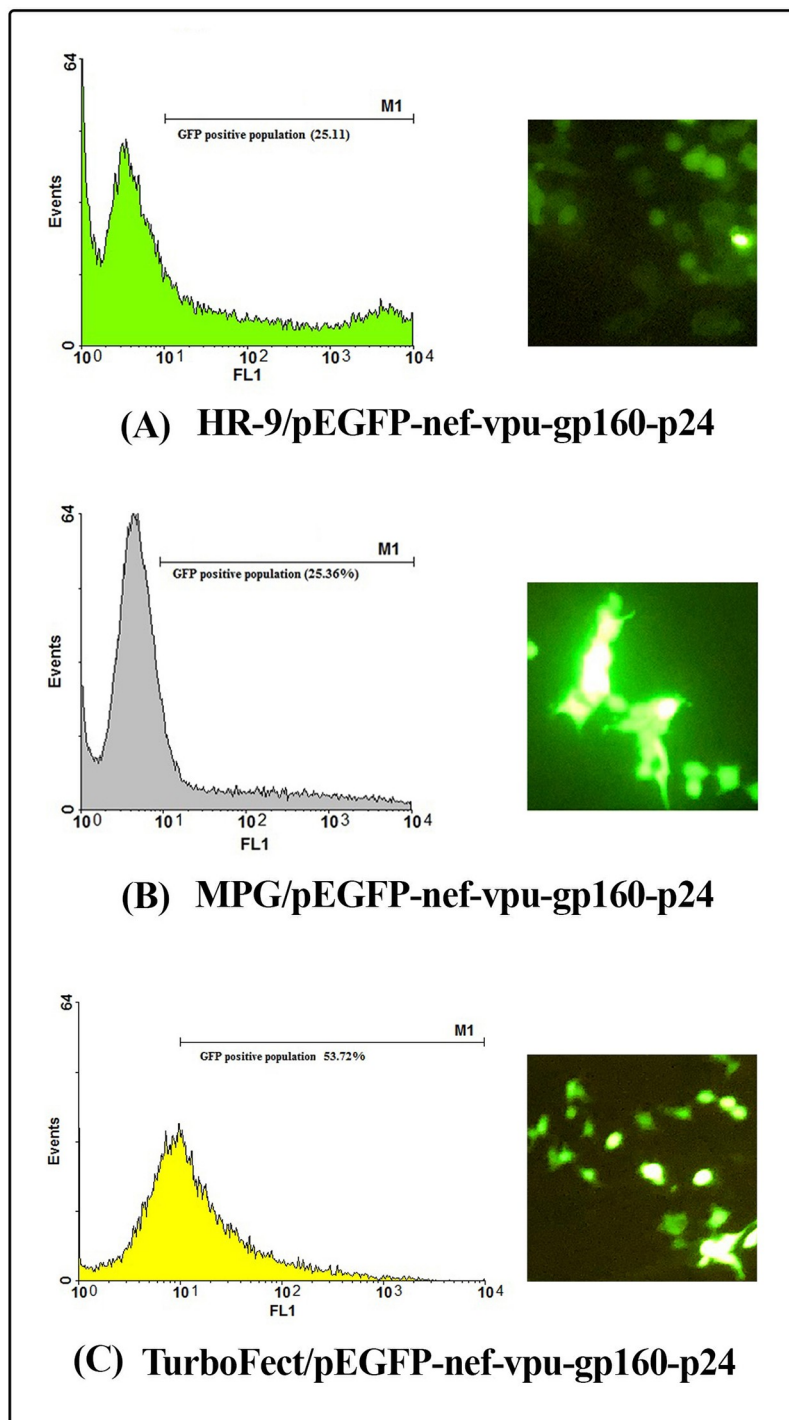 64
M1
GFP positive population (25.11)
Events
0
10^0 10^1 10^2 10^3 10^4
FL1
(A) HR-9/pEGFP-nef-vpu-gp160-p24
64
M1
GFP positive population (25.36%)
Events
0
10^0 10^1 10^2 10^3 10^4
FL1
(B) MPG/pEGFP-nef-vpu-gp160-p24
64
M1
GFP positive population 53.72%
Events
0
10^0 10^1 10^2 10^3 10^4
FL1
(C) TurboFect/pEGFP-nef-vpu-gp160-p24